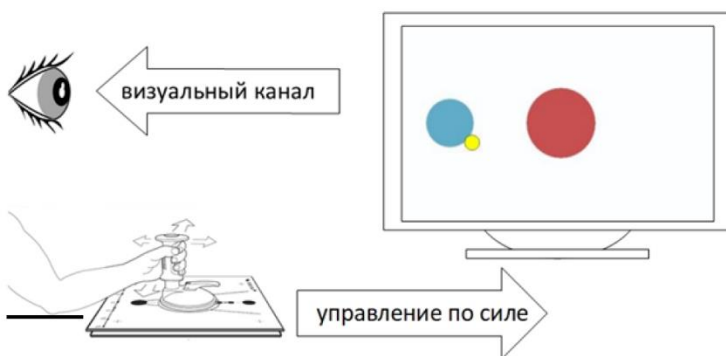 визуальный канал
управление по силе